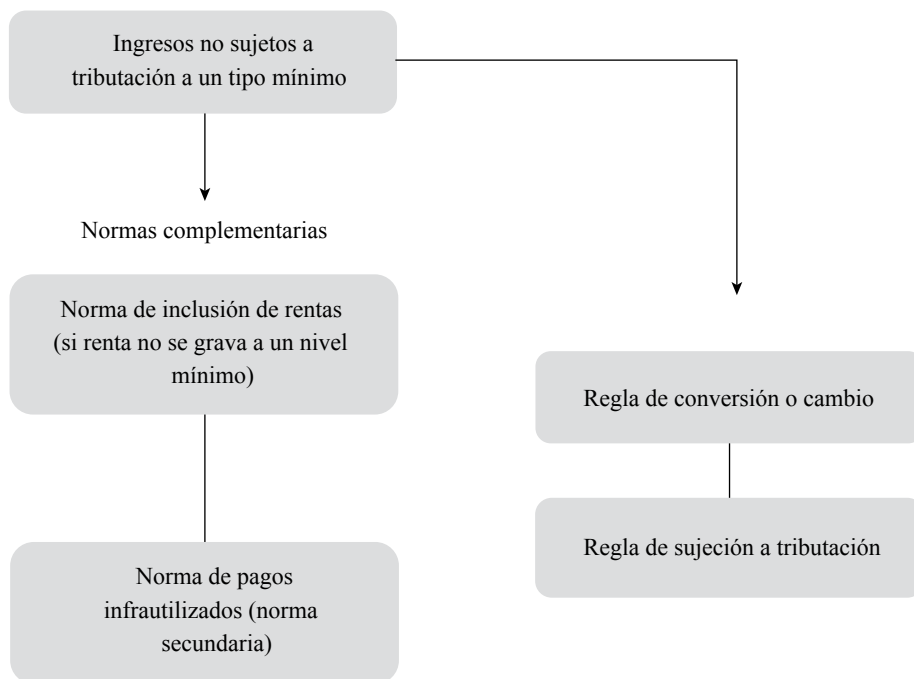 Ingresos no sujetos a
tributación a un tipo mínimo
Normas complementarias
Norma de inclusión de rentas
(si renta no se grava a un nivel
mínimo)
Norma de pagos
infrautilizados (norma
secundaria)
Regla de conversión o cambio
Regla de sujeción a tributación